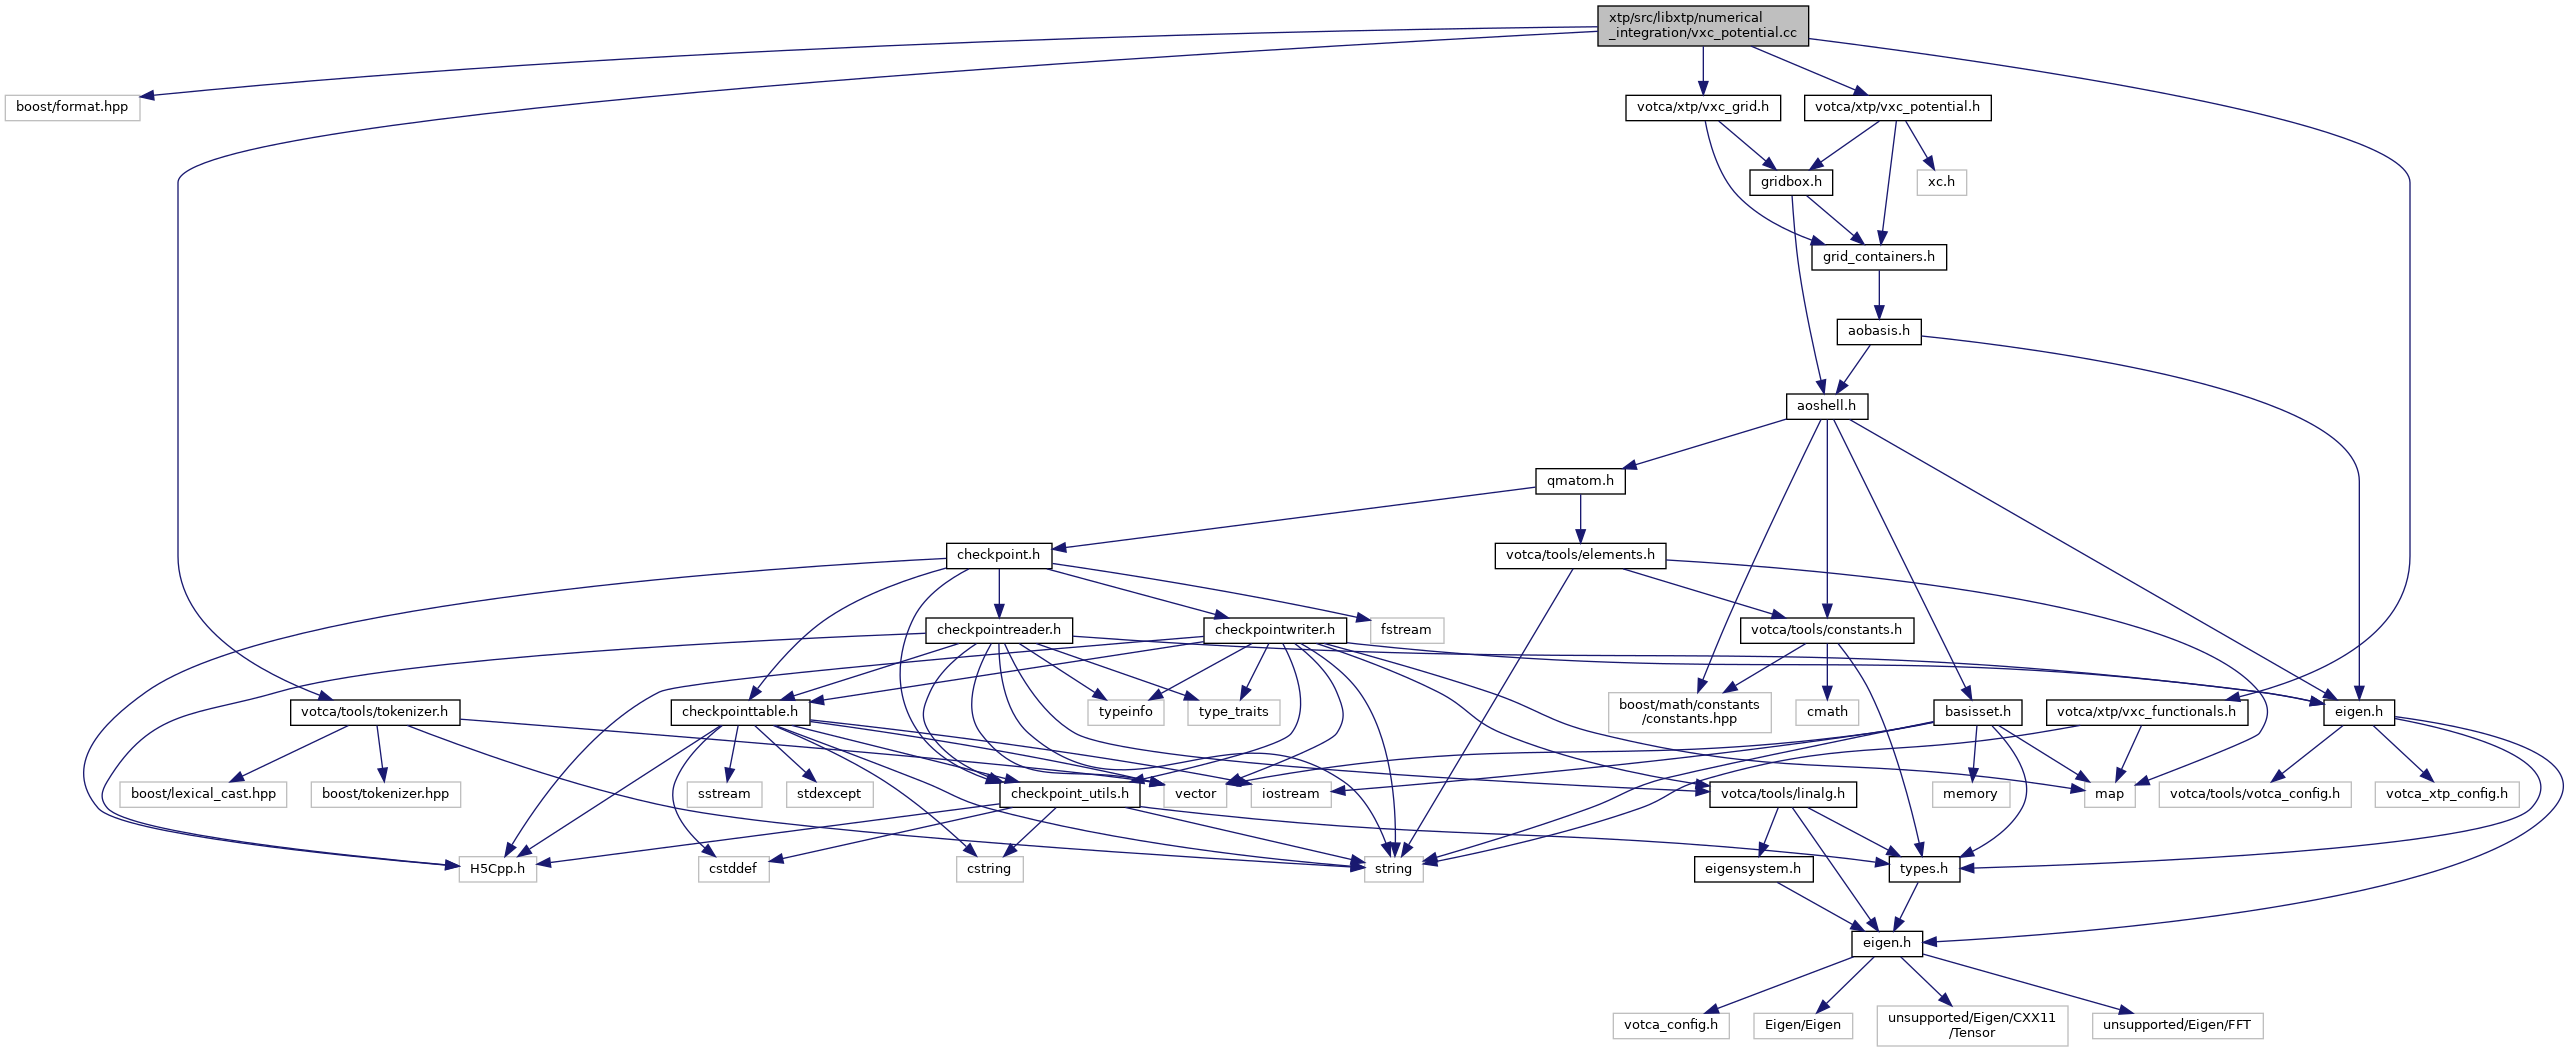 xtp/src/libxtp/numerical
_integration/vxc_potential.cc
boost/format.hpp
votca/xtp/vxc_grid.h
votca/xtp/vxc_potential.h
gridbox.h
xc.h
grid_containers.h
aobasis.h
aoshell.h
qmatom.h
checkpoint.h
votca/tools/elements.h
checkpointreader.h
checkpointwriter.h
fstream
votca/tools/constants.h
votca/tools/tokenizer.h
checkpointtable.h
typeinfo
type_traits
boost/math/constants
/constants.hpp
cmath
basisset.h
votca/xtp/vxc_functionals.h
eigen.h
boost/lexical_cast.hpp
boost/tokenizer.hpp
sstream
stdexcept
checkpoint_utils.h
vector
iostream
votca/tools/linalg.h
memory
map
votca/tools/votca_config.h
votca_xtp_config.h
H5Cpp.h
cstddef
cstring
string
eigensystem.h
types.h
eigen.h
votca_config.h
Eigen/Eigen
unsupported/Eigen/CXX11
/Tensor
unsupported/Eigen/FFT